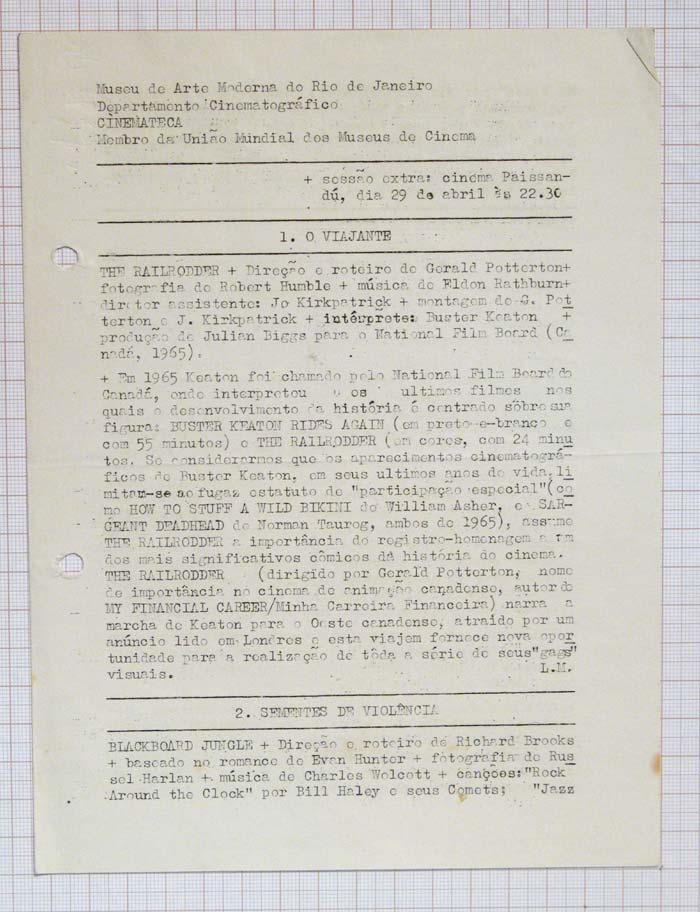 Museu de Arte Moderna do Rio de Janeiro
Departamento Cinematográfico
CINEMATECA
Membro da União Mundial dos Museus de Cinema
+ sessão extra: cinema Paissan-
dú, dia 29 de abril às 22.30
1. O VIAJANTE
THE RAILRODDER + Direção e roteiro de Gerald Potterton+
fotografia de Robert Humble + música de Eldon Rathburn+
diretor assistente: Jo Kirkpatrick + montagem de G. Pot
terton e J. Kirkpatrick + intérprete: Buster Keaton +
produção de Julian Biggs para o National Film Board (Ca
nadá, 1965).
+ Em 1965 Keaton foi chamado pelo National Film Board do
Canadá, onde interpretou os ultimos filmes nos
quais o desenvolvimento da história é centrado sôbre sua
figura: BUSTER KEATON RIDES AGAIN (em preto-e-branco e
com 55 minutos) e THE RAILRODDER (em cores, com 24 minu
tos. Se considerarmos que os aparecimentos cinematográ-
ficos de Buster Keaton, em seus ultimos anos de vida, li
mitam-se ao fugaz estatuto de "participação especial"(co
mo HOW TO STUFF A WILD BIKINI de William Asher, e SAR-
GEANT DEADHEAD de Norman Taurog, ambos de 1965), assume
THE RAILRODDER a importância do registro-homenagem a um
dos mais significativos cômicos da história do cinema.
THE RAILRODDER (dirigido por Gerald Potterton, nome
de importância no cinema de animação canadense, autor de
MY FINANCIAL CAREER/Minha Carreira Financeira) narra a
marcha de Keaton para o Oeste canadense, atraido por um
anúncio lido em Londres e esta viajem fornece nova opor
tunidade para a realização de tôda a série de seus"gags"
visuais. L.M.
2. SEMENTES DE VIOLÊNCIA
BLACKBOARD JUNGLE + Direção e roteiro de Richard Brooks
+ baseado no romance de Evan Hunter + fotografia de Rus
sel Harlan + música de Charles Wolcott + canções: "Rock
Around the Clock" por Bill Haley e seus Comets; "Jazz